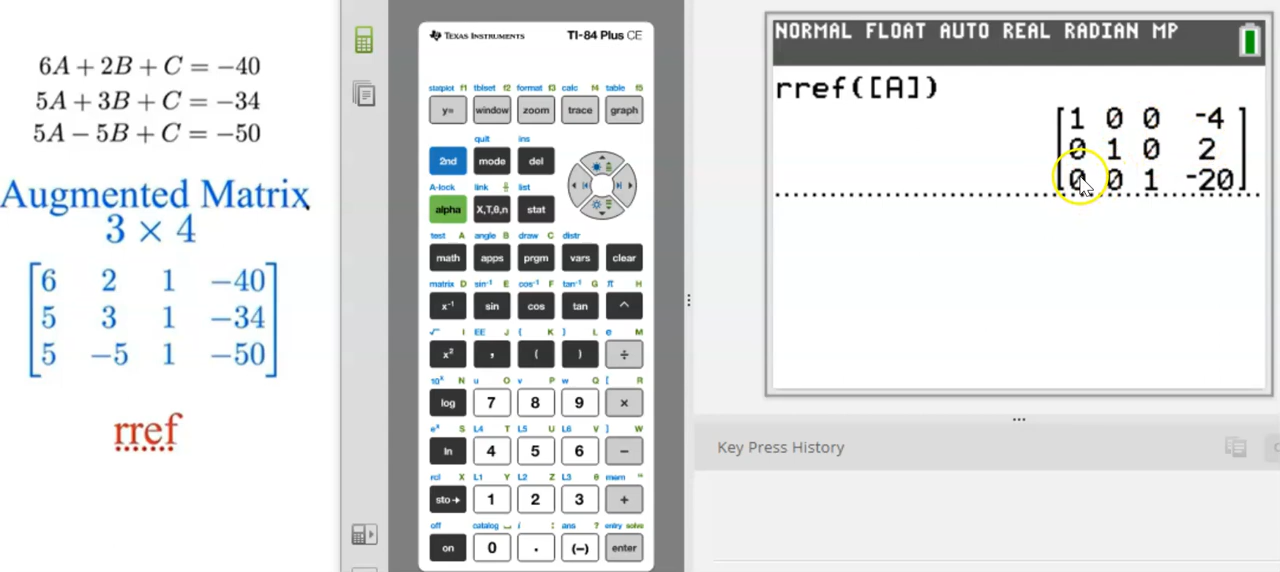 6A + 2B + C = −40
5A + 3B + C = −34
5A − 5B + C = −50
Augmented Matrix
3 × 4
6 2 1 −40
5 3 1 −34
5 −5 1 −50
rref
TEXAS INSTRUMENTS TI-84 Plus CE
statplot f1 tblset f2 format f3 calc f4 table f5
y= window zoom trace graph
quit ins
2nd mode del
A-lock link list
alpha X,T,θ,n stat
test A angle B draw C distr
math apps prgm vars clear
matrix D sin⁻¹ E cos⁻¹ F tan⁻¹ G π H
x⁻¹ sin cos tan ^
√ I EE J { K } L e M
x² , ( ) ÷
10ˣ N u O v P w Q [ R
log 7 8 9 ×
eˣ S L4 T L5 U L6 V ] W
ln 4 5 6 −
rcl X L1 Y L2 Z L3 θ mem "
sto→ 1 2 3 +
off catalog ⎵ i : ans ? entry solve
on 0 . (−) enter
NORMAL FLOAT AUTO REAL RADIAN MP
rref([A])
1 0 0 -4
0 1 0 2
0 0 1 -20
Key Press History